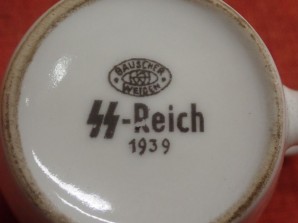 BAUSCHER
WEIDEN
SS-Reich
1939